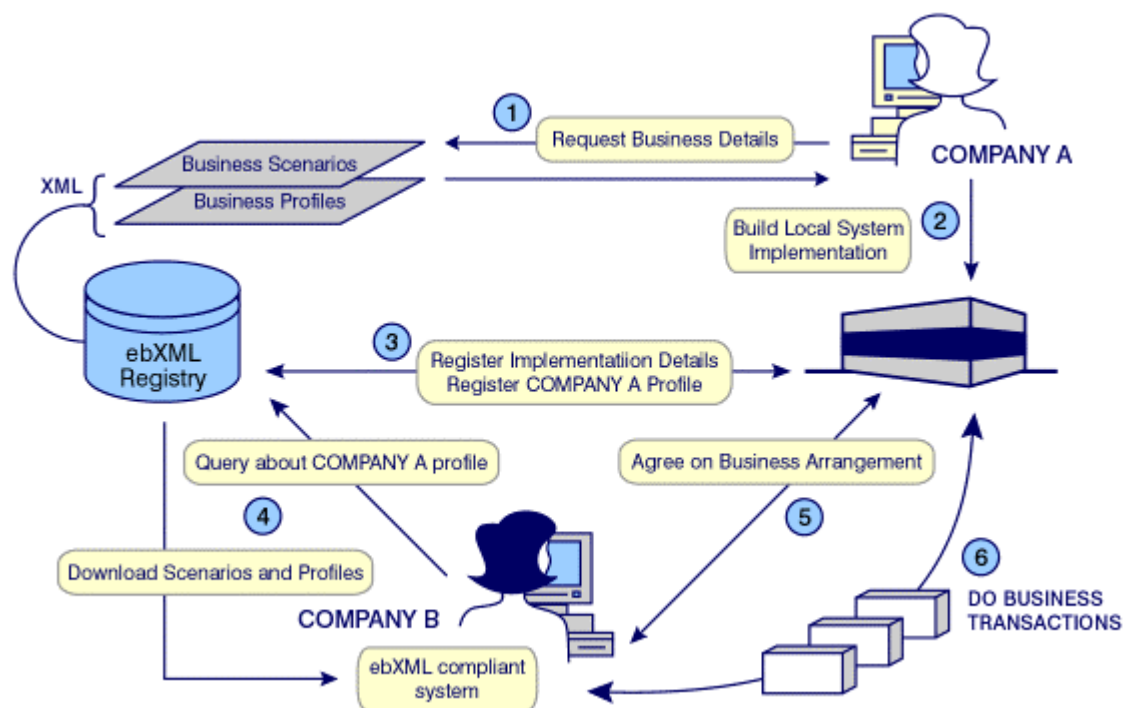 1
Request Business Details
COMPANY A
Business Scenarios
XML
Business Profiles
2
Build Local System
Implementation
3
ebXML
Registry
Register Implementatiion Details
Register COMPANY A Profile
Query about COMPANY A profile
Agree on Business Arrangement
4
5
Download Scenarios and Profiles
6
COMPANY B
DO BUSINESS
TRANSACTIONS
ebXML compliant
system